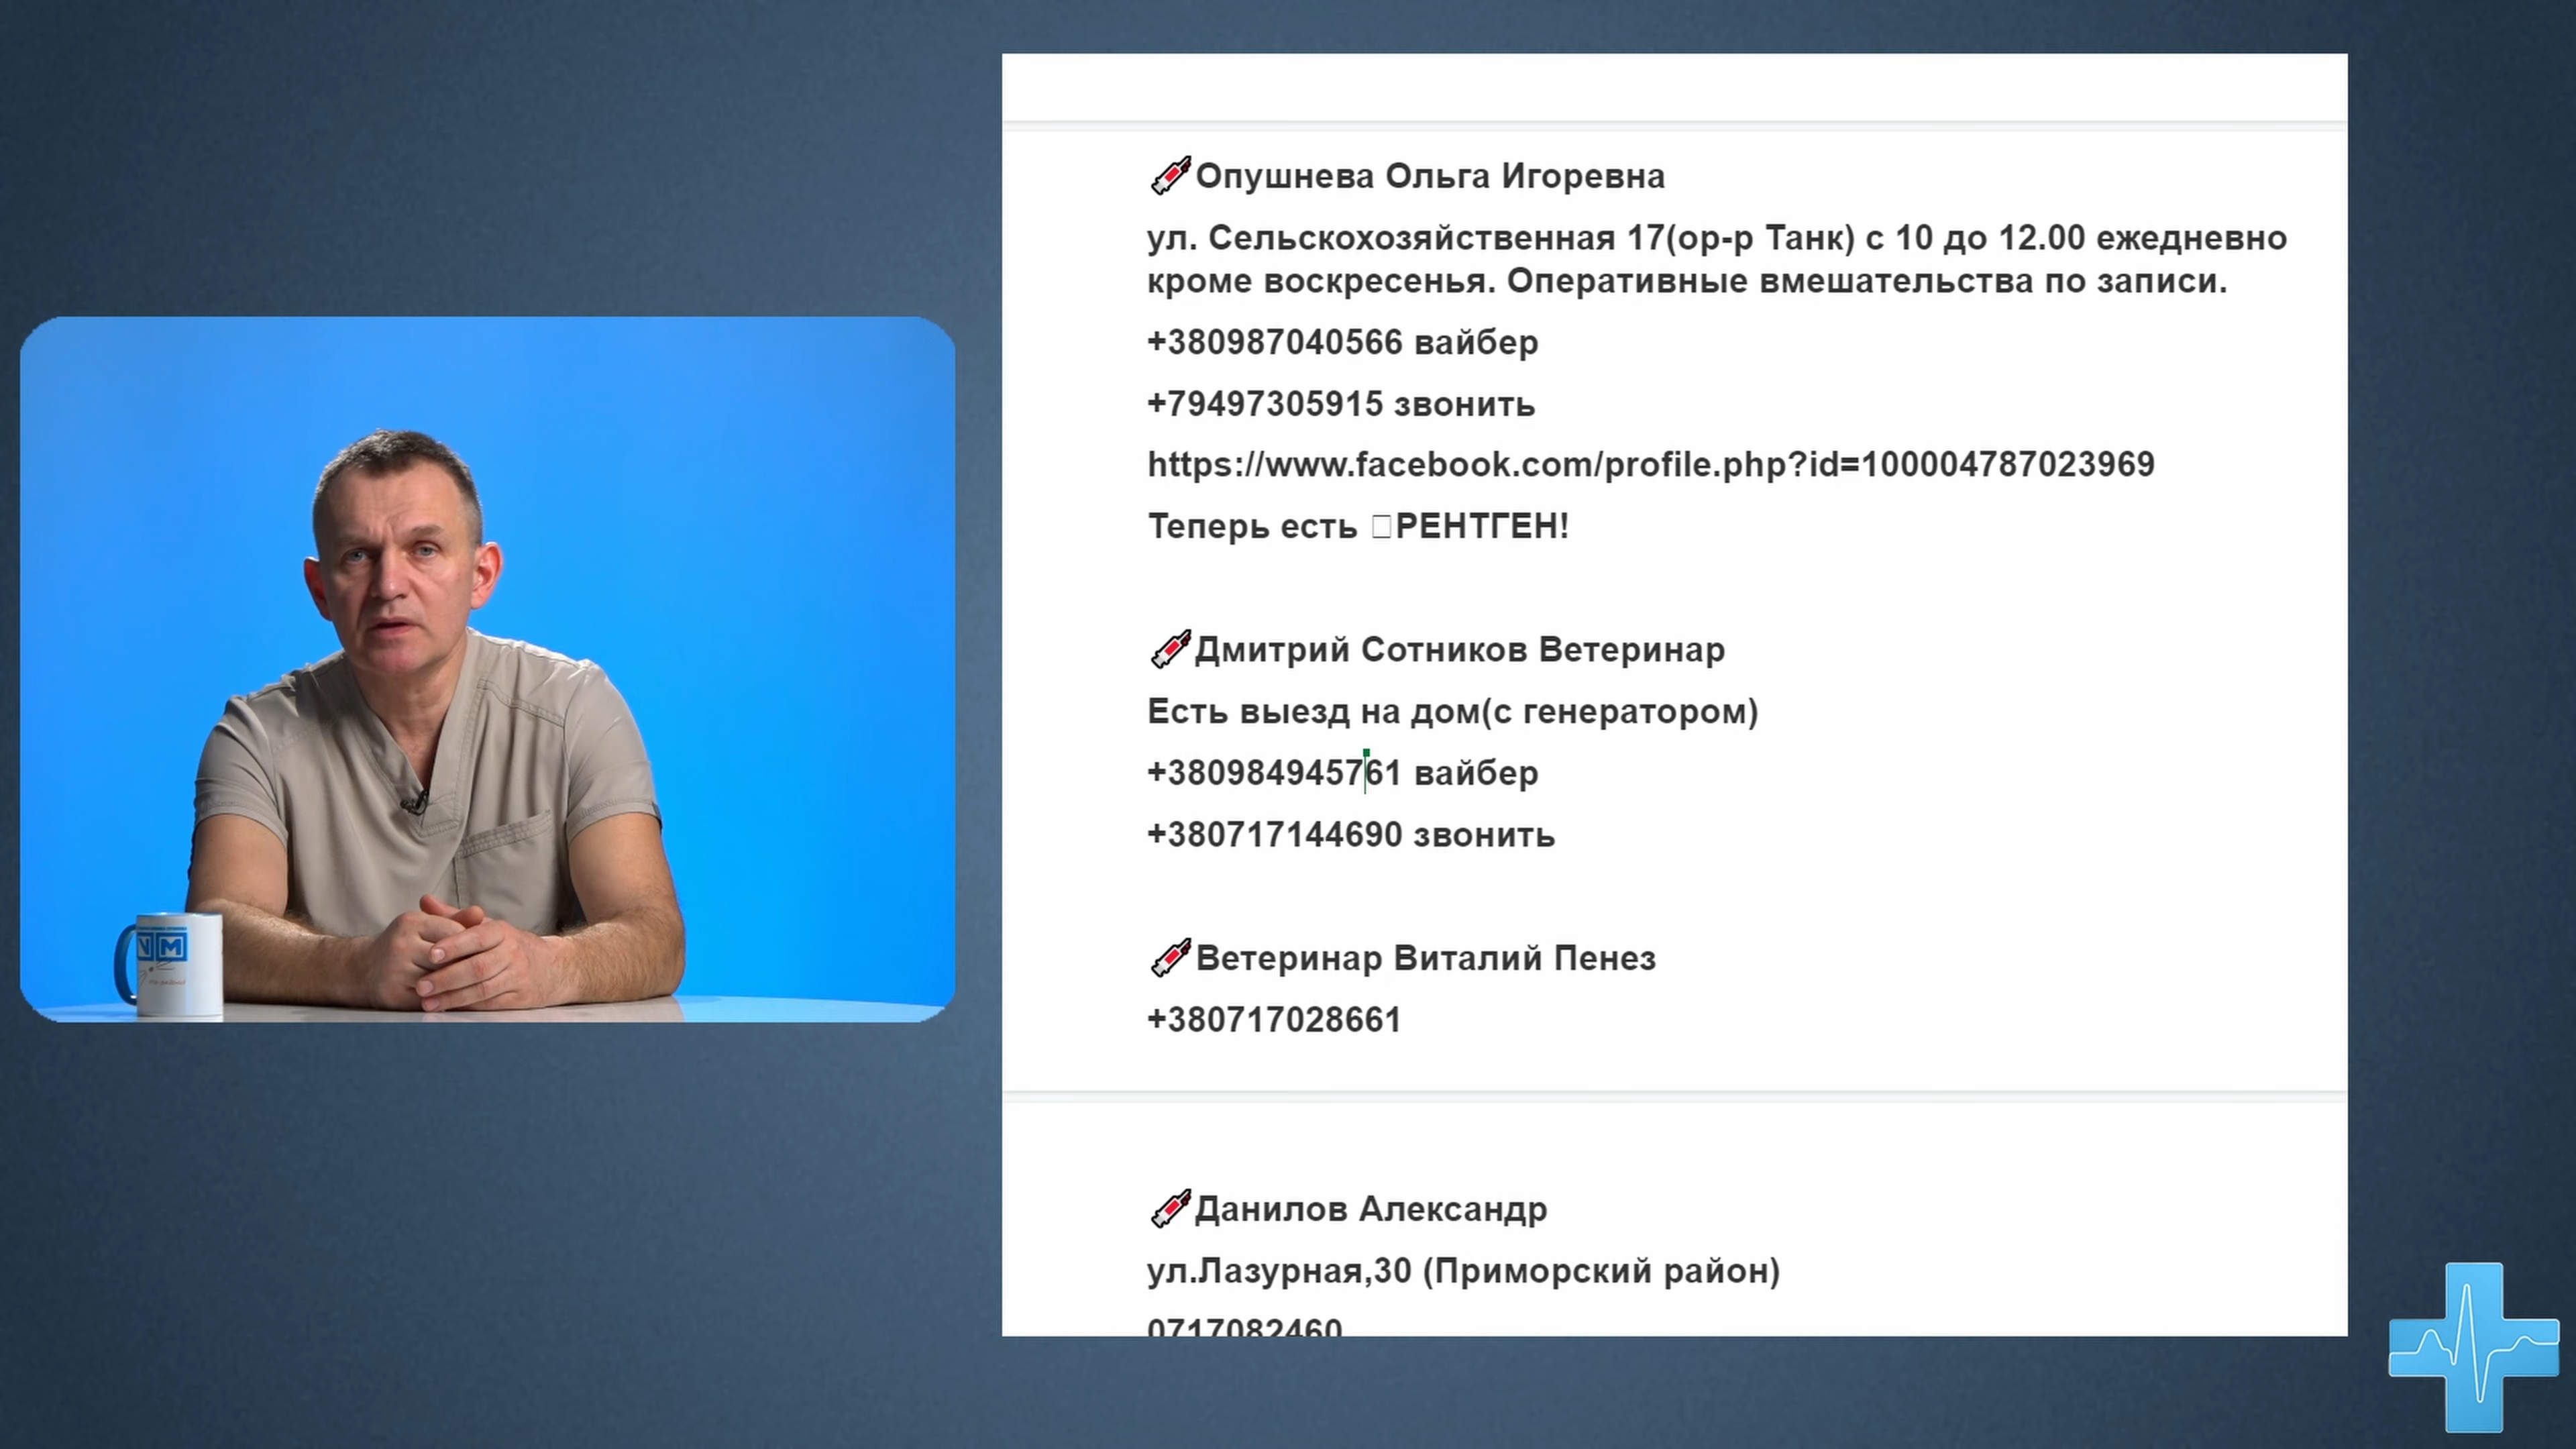 Опушнева Ольга Игоревна
ул. Сельскохозяйственная 17(ор-р Танк) с 10 до 12.00 ежедневно
кроме воскресенья. Оперативные вмешательства по записи.
+380987040566 вайбер
+79497305915 звонить
https://www.facebook.com/profile.php?id=100004787023969
Теперь есть РЕНТГЕН!
Дмитрий Сотников Ветеринар
Есть выезд на дом(с генератором)
+380984945761 вайбер
+380717144690 звонить
Ветеринар Виталий Пенез
+380717028661
Данилов Александр
ул.Лазурная,30 (Приморский район)
0717082460
NM